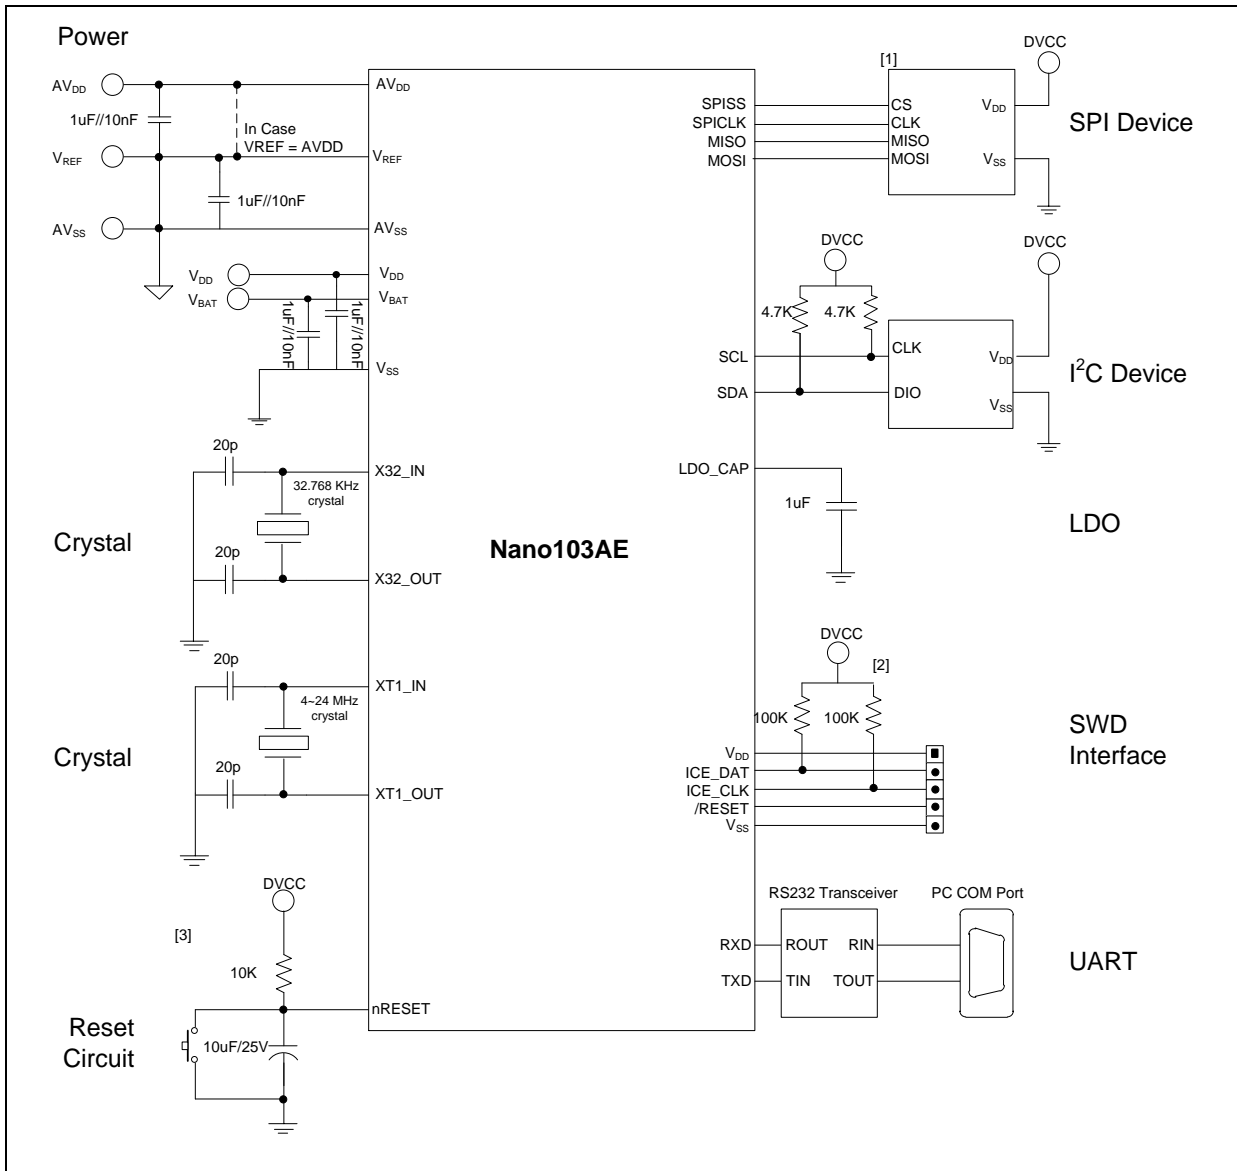 Power
AVDD
1uF//10nF
In Case
VREF = AVDD
VREF
1uF//10nF
AVSS
AVDD
VREF
AVSS
VDD
VBAT
VDD
VBAT
1uF//10nF
1uF//10nF
VSS
20p
X32_IN
32.768 KHz
crystal
Crystal
20p
X32_OUT
20p
XT1_IN
4~24 MHz
crystal
Crystal
20p
XT1_OUT
DVCC
[3]
10K
nRESET
Reset
Circuit
10uF/25V
Nano103AE
SPISS
SPICLK
MISO
MOSI
[1]
CS
CLK
MISO
MOSI
VDD
VSS
DVCC
SPI Device
DVCC
4.7K
4.7K
SCL
SDA
CLK
DIO
VDD
VSS
DVCC
I2C Device
LDO_CAP
1uF
LDO
DVCC
[2]
100K
100K
VDD
ICE_DAT
ICE_CLK
/RESET
VSS
SWD
Interface
RS232 Transceiver
PC COM Port
RXD
ROUT
RIN
TXD
TIN
TOUT
UART